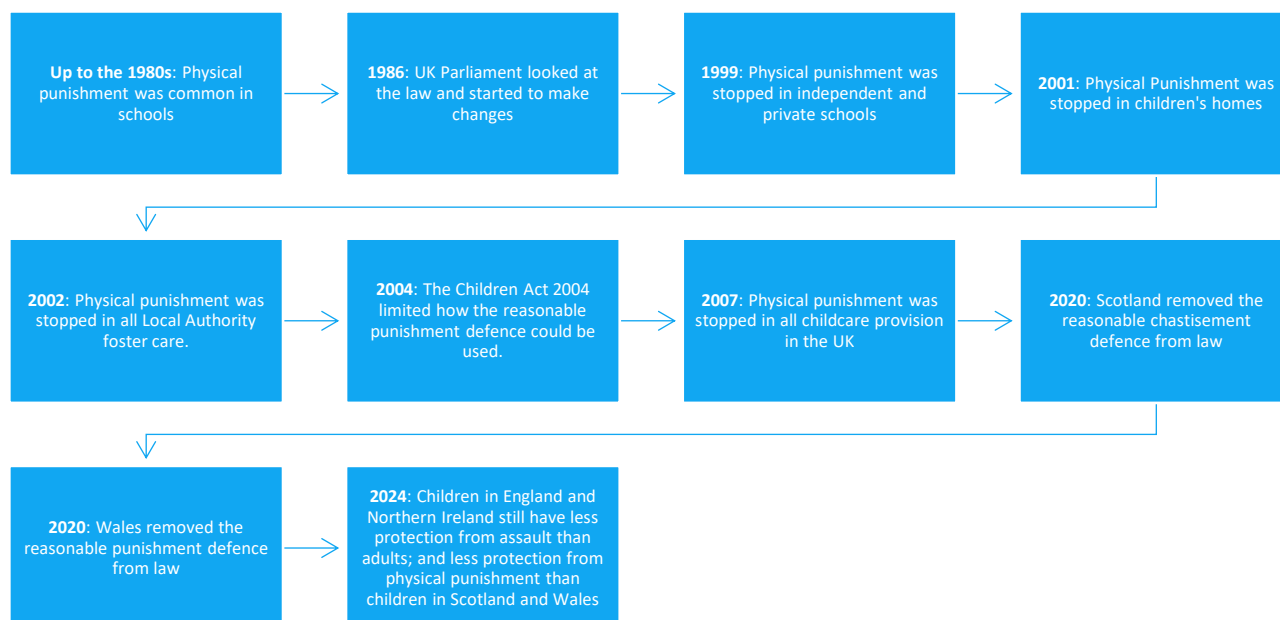 Up to the 1980s: Physical
punishment was common in
schools
1986: UK Parliament looked at
the law and started to make
changes
1999: Physical punishment was
stopped in independent and
private schools
2001: Physical Punishment was
stopped in children's homes
2002: Physical punishment was
stopped in all Local Authority
foster care.
2004: The Children Act 2004
limited how the reasonable
punishment defence could be
used.
2007: Physical punishment was
stopped in all childcare provision
in the UK
2020: Scotland removed the
reasonable chastisement
defence from law
2020: Wales removed the
reasonable punishment defence
from law
2024: Children in England and
Northern Ireland still have less
protection from assault than
adults; and less protection from
physical punishment than
children in Scotland and Wales